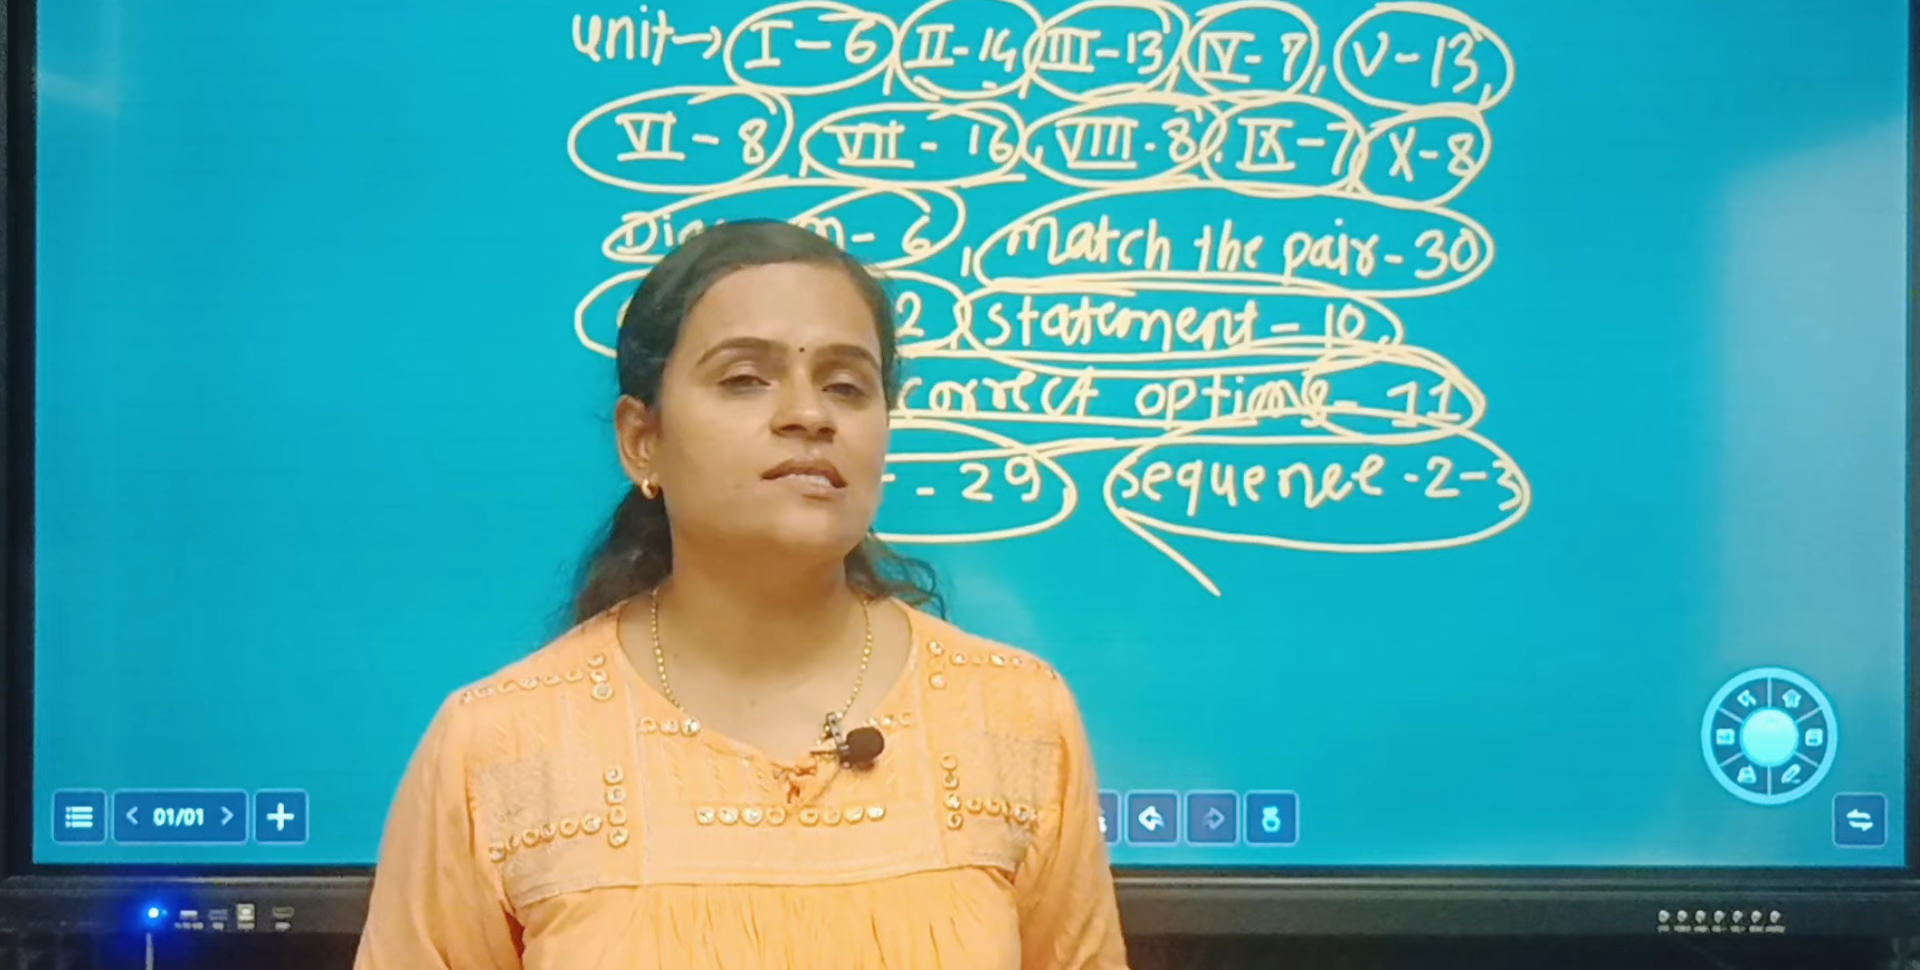 unit→ I-6, II-14, III-13, IV-7, V-13,
VI-8, VII-16, VIII-8, IX-7, X-8
- 6, Match the pair-30
2, statement-10,
correct option-11
- 29 sequence-2-3
01/01